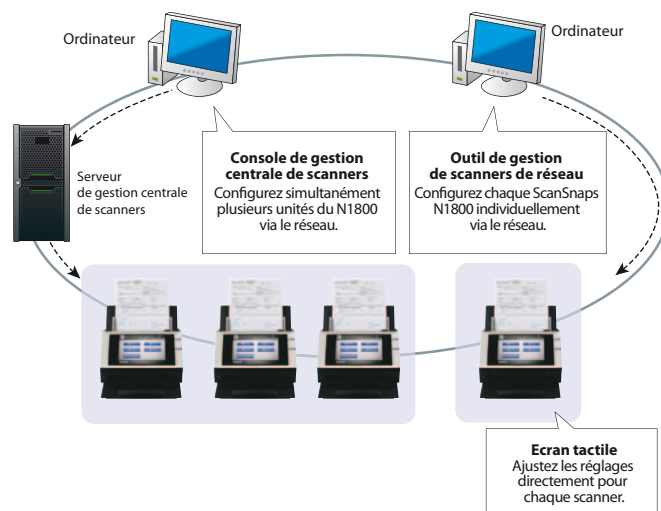 Ordinateur
Ordinateur
Console de gestion
centrale de scanners
Configurez simultanément
plusieurs unités du N1800
via le réseau.
Outil de gestion
de scanners de réseau
Configurez chaque ScanSnaps
N1800 individuellement
via le réseau.
Serveur
de gestion centrale
de scanners
Ecran tactile
Ajustez les réglages
directement pour
chaque scanner.